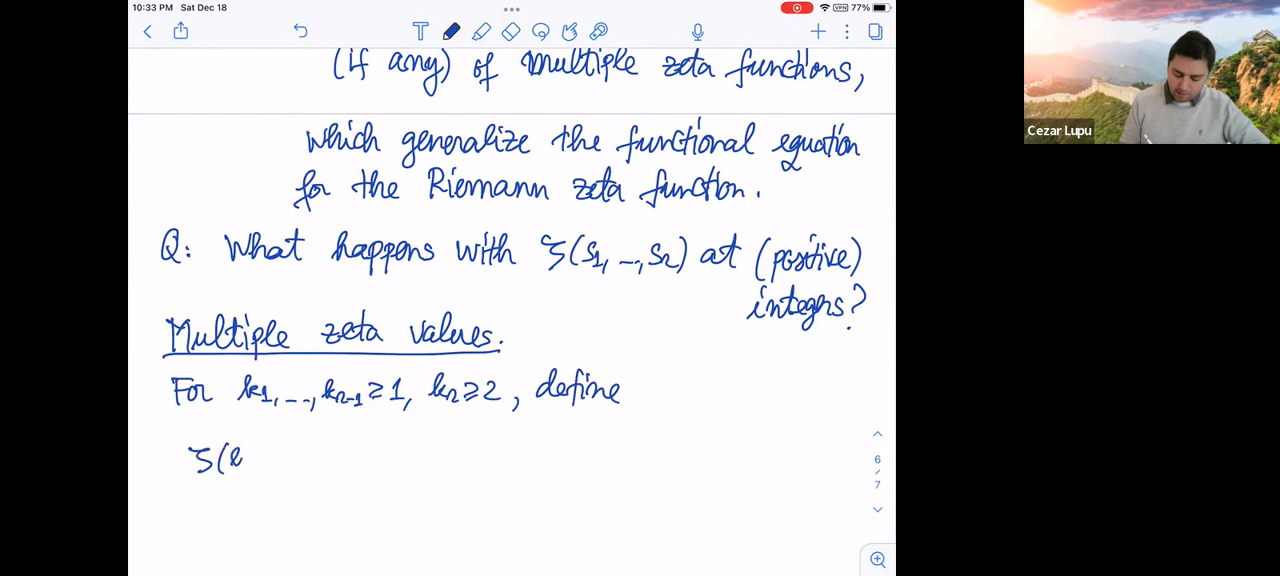 10:33 PM Sat Dec 18
VPN 77%
(if any) of multiple zeta functions,
which generalize the functional equation
for the Riemann zeta function.
Q: What happens with ζ(s₁, ..., sᵣ) at (positive)
integers?
Multiple zeta values.
For k₁, ..., kᵣ₋₁ ≥ 1, kᵣ ≥ 2, define
ζ(k
6
/
7
Cezar Lupu